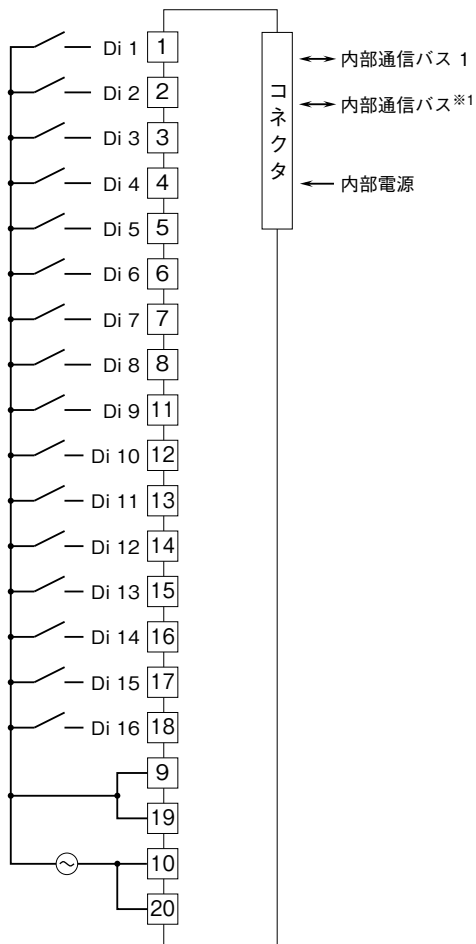 Di 1 1
Di 2 2
Di 3 3
Di 4 4
Di 5 5
Di 6 6
Di 7 7
Di 8 8
Di 9 11
Di 10 12
Di 11 13
Di 12 14
Di 13 15
Di 14 16
Di 15 17
Di 16 18
9
19
10
20
コネクタ
内部通信バス 1
内部通信バス※1
内部電源